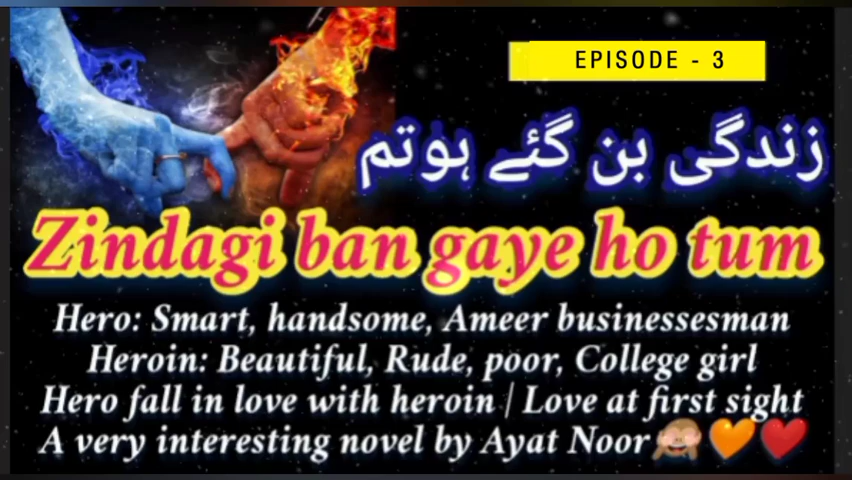 EPISODE - 3
زندگی بن گئے ہو تم
Zindagi ban gaye ho tum
Hero: Smart, handsome, Ameer businessesman
Heroin: Beautiful, Rude, poor, College girl
Hero fall in love with heroin | Love at first sight
A very interesting novel by Ayat Noor🙈🧡❤️